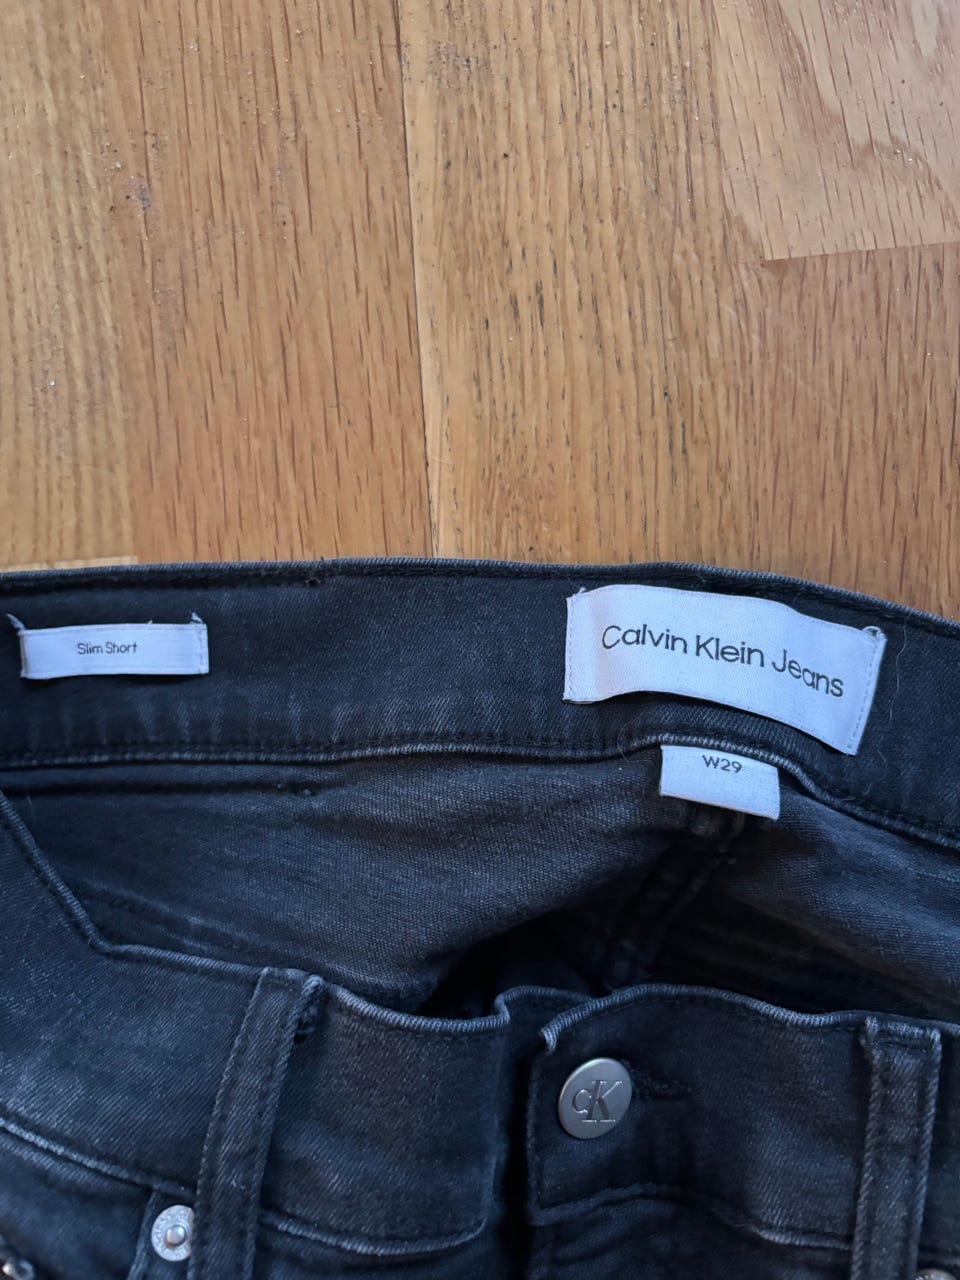 Slim Short
Calvin Klein Jeans
W29
cK